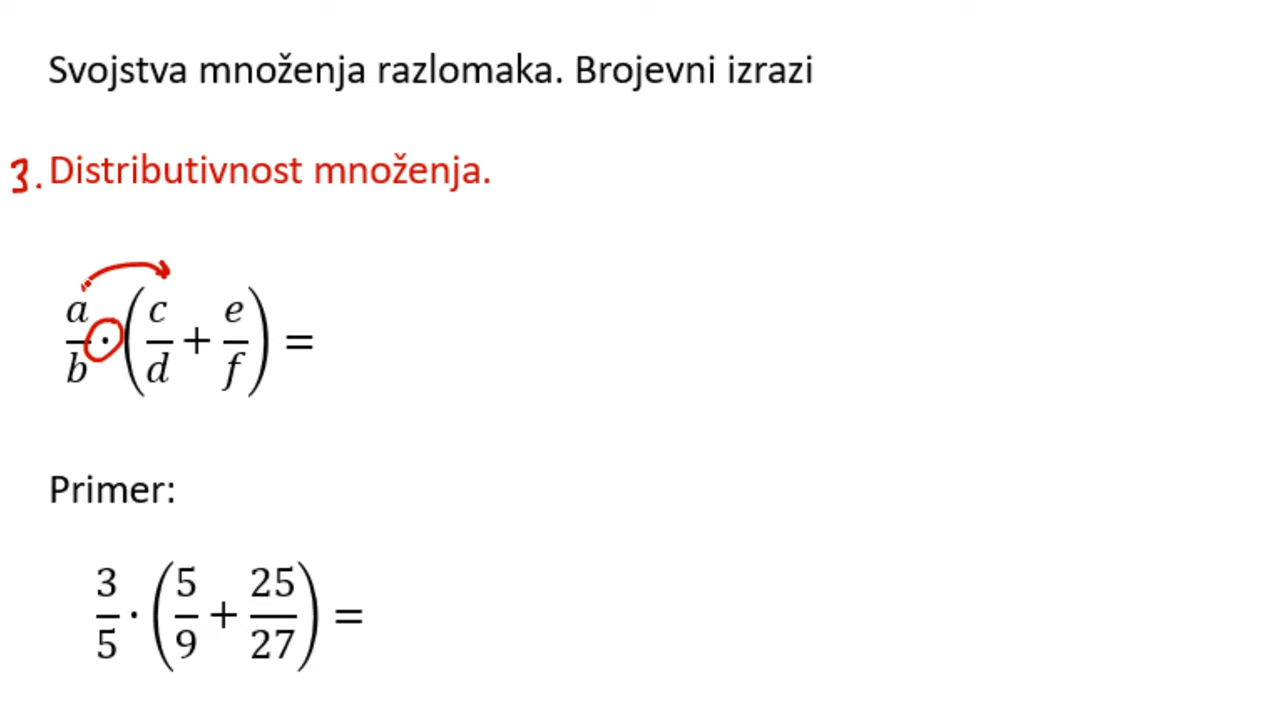 Svojstva množenja razlomaka. Brojevni izrazi
3. Distributivnost množenja.
a/b · (c/d + e/f) =
Primer:
3/5 · (5/9 + 25/27) =